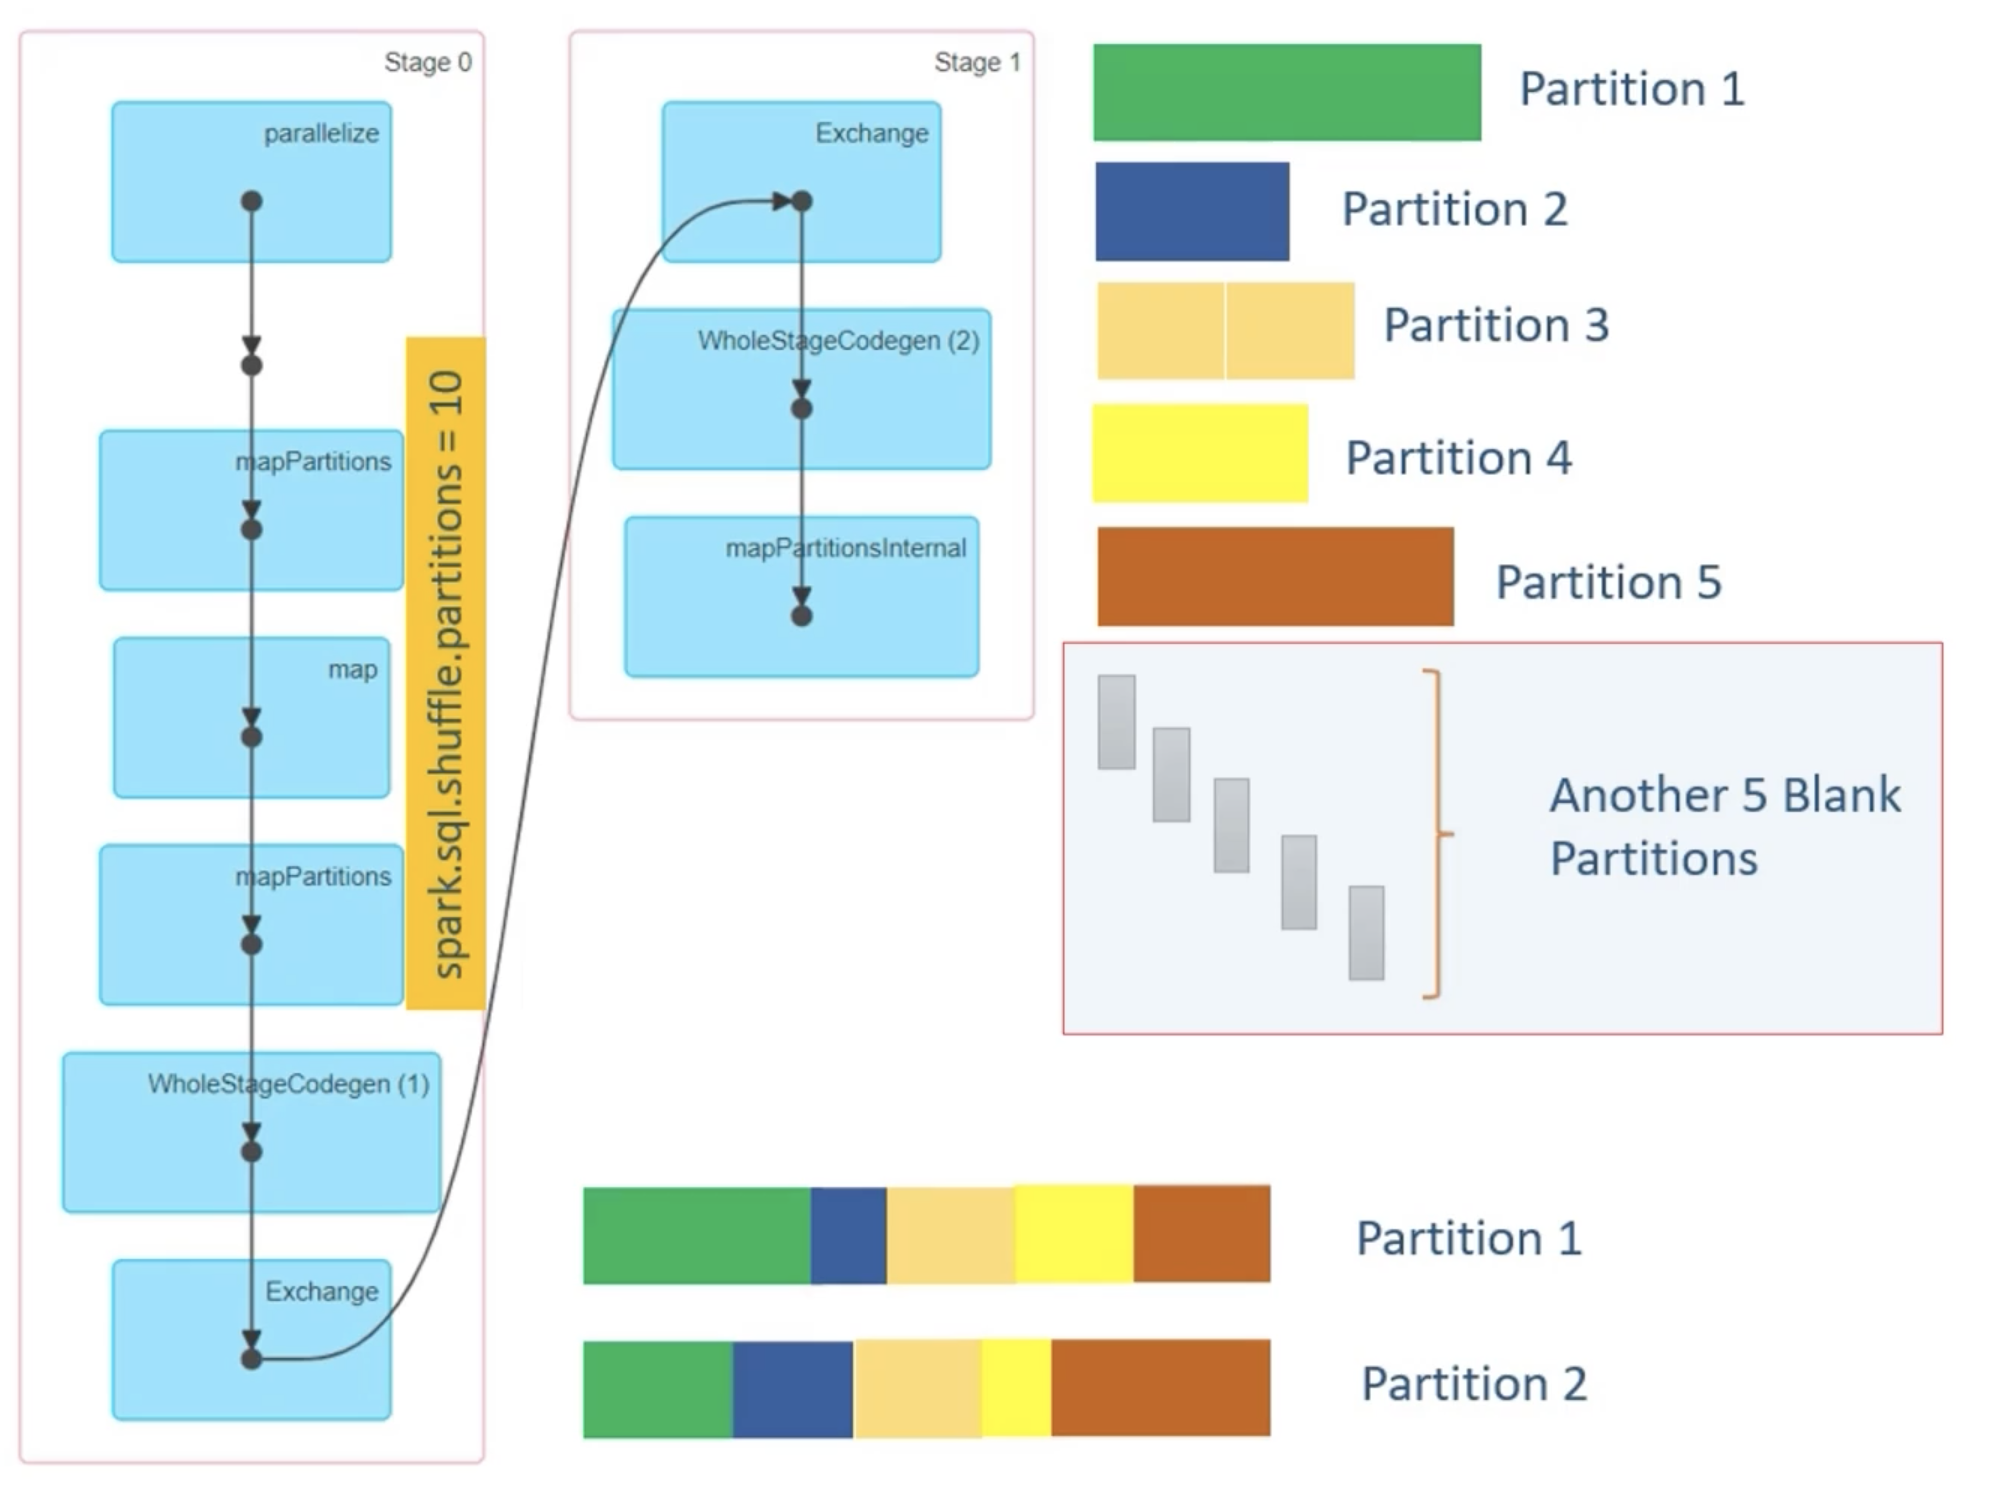 Stage 0
parallelize
mapPartitions
map
mapPartitions
WholeStageCodegen (1)
Exchange
spark.sql.shuffle.partitions = 10
Stage 1
Exchange
WholeStageCodegen (2)
mapPartitionsInternal
Partition 1
Partition 2
Partition 3
Partition 4
Partition 5
Another 5 Blank
Partitions
Partition 1
Partition 2